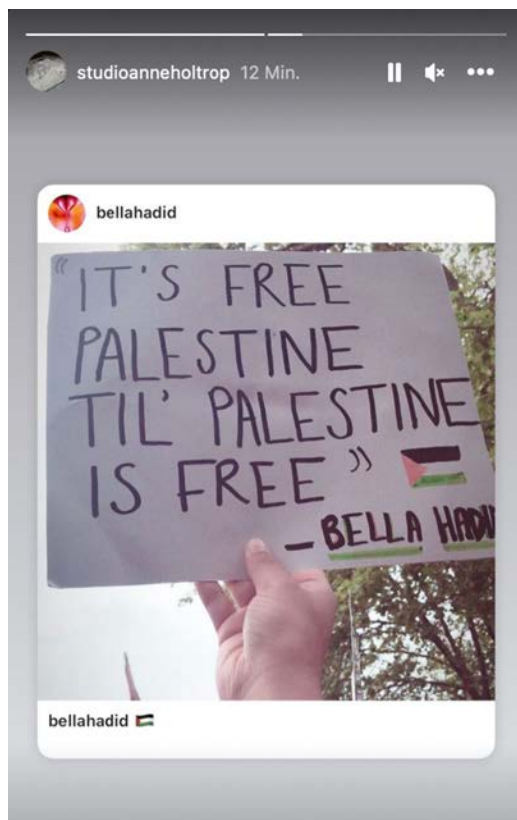 studioanneholtrop 12 Min.
bellahadid
"IT'S FREE
PALESTINE
TIL' PALESTINE
IS FREE"
– BELLA HADI
bellahadid